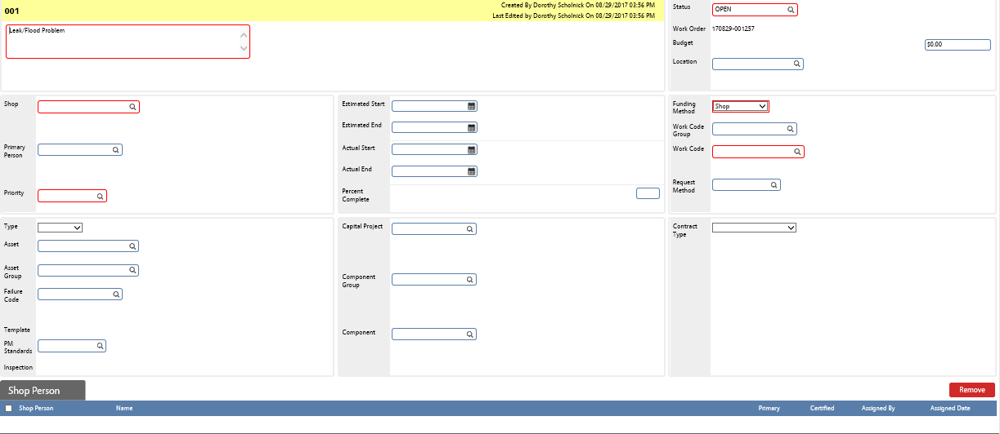 001
Created By Dorothy Scholnick On 08/29/2017 03:56 PM
Last Edited by Dorothy Scholnick On 08/29/2017 03:56 PM
Leak/Flood Problem
Status
OPEN
Work Order
170829-001257
Budget
$0.00
Location
Shop
Primary
Person
Priority
Estimated Start
Estimated End
Actual Start
Actual End
Percent
Complete
Funding
Method
Shop
Work Code
Group
Work Code
Request
Method
Type
Asset
Asset
Group
Failure
Code
Template
PM
Standards
Inspection
Capital Project
Component
Group
Component
Contract
Type
Shop Person
Remove
Shop Person
Name
Primary
Certified
Assigned By
Assigned Date